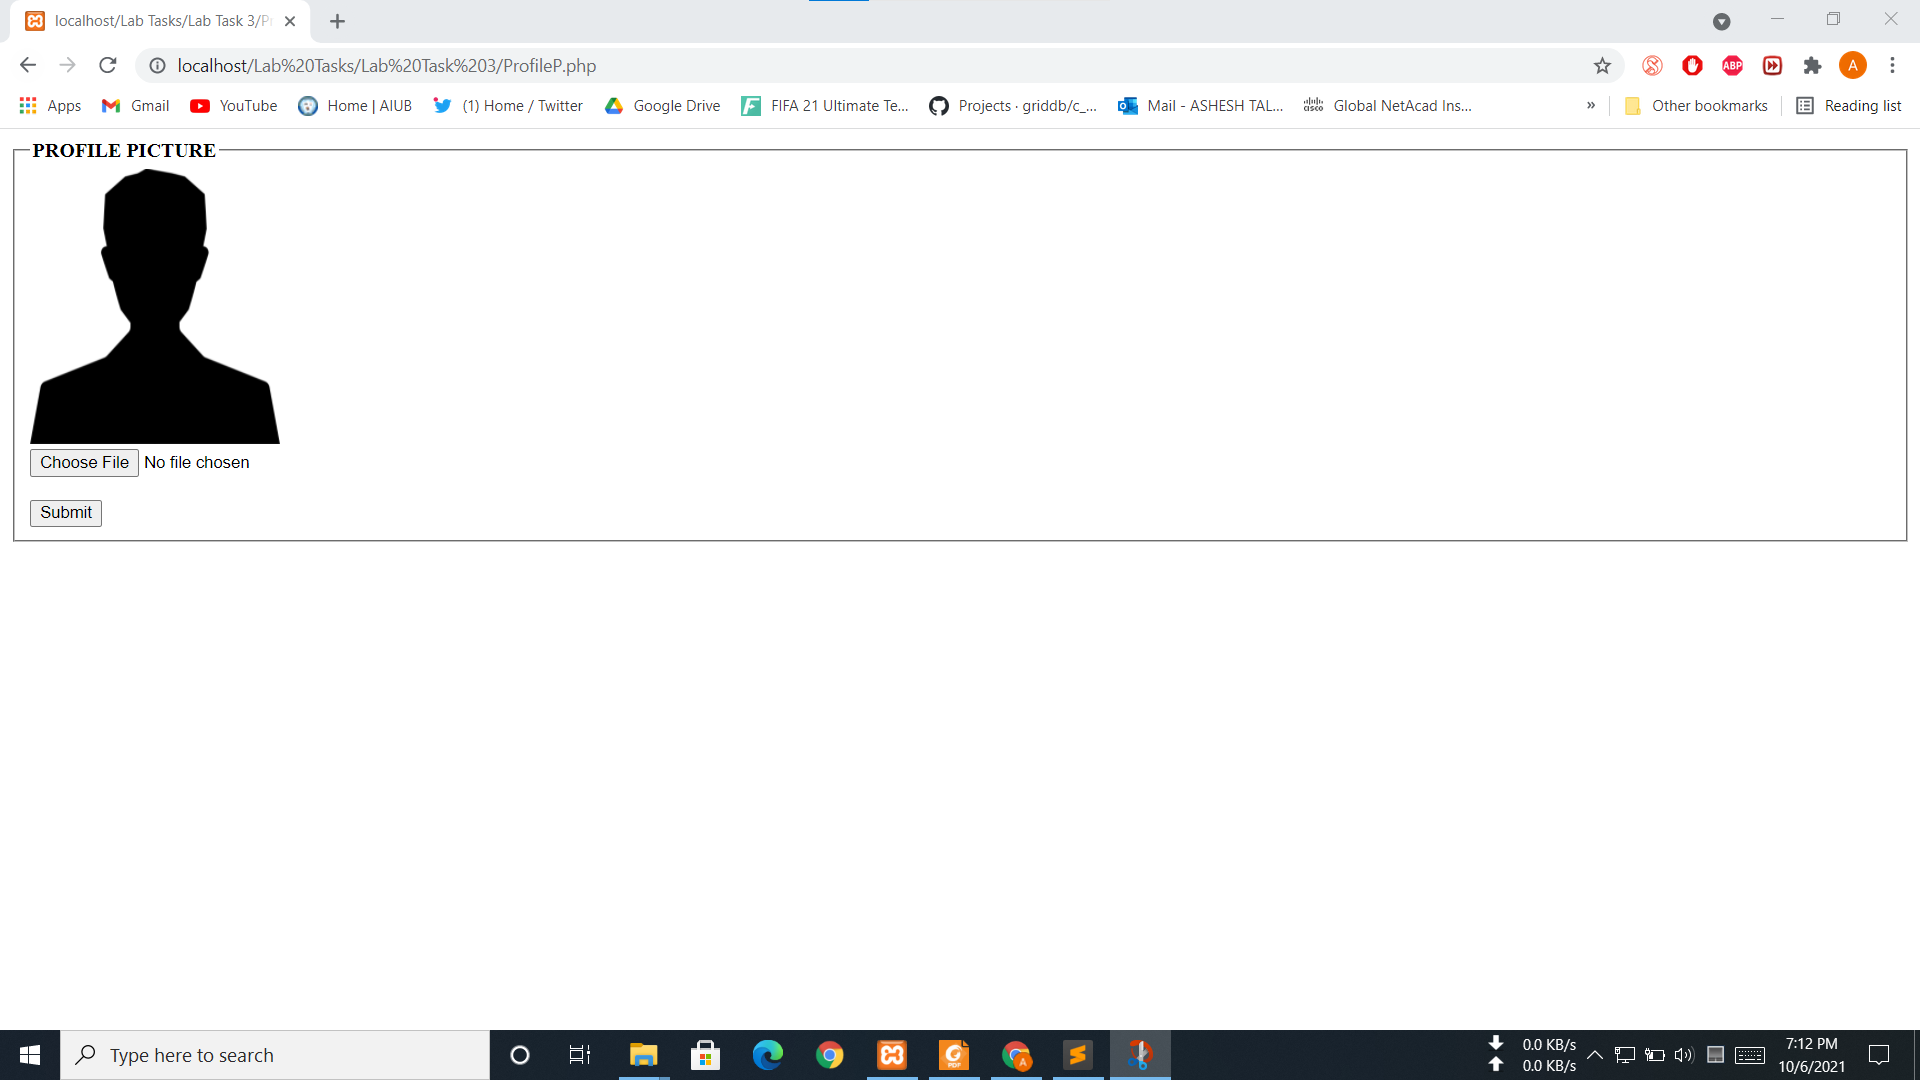 localhost/Lab Tasks/Lab Task 3/P
localhost/Lab%20Tasks/Lab%20Task%203/ProfileP.php
ABP
A
Apps Gmail YouTube Home | AIUB (1) Home / Twitter Google Drive FIFA 21 Ultimate Te... Projects · griddb/c_... Mail - ASHESH TAL... Global NetAcad Ins... » Other bookmarks Reading list
PROFILE PICTURE
Choose File No file chosen
Submit
Type here to search
0.0 KB/s
0.0 KB/s
7:12 PM
10/6/2021